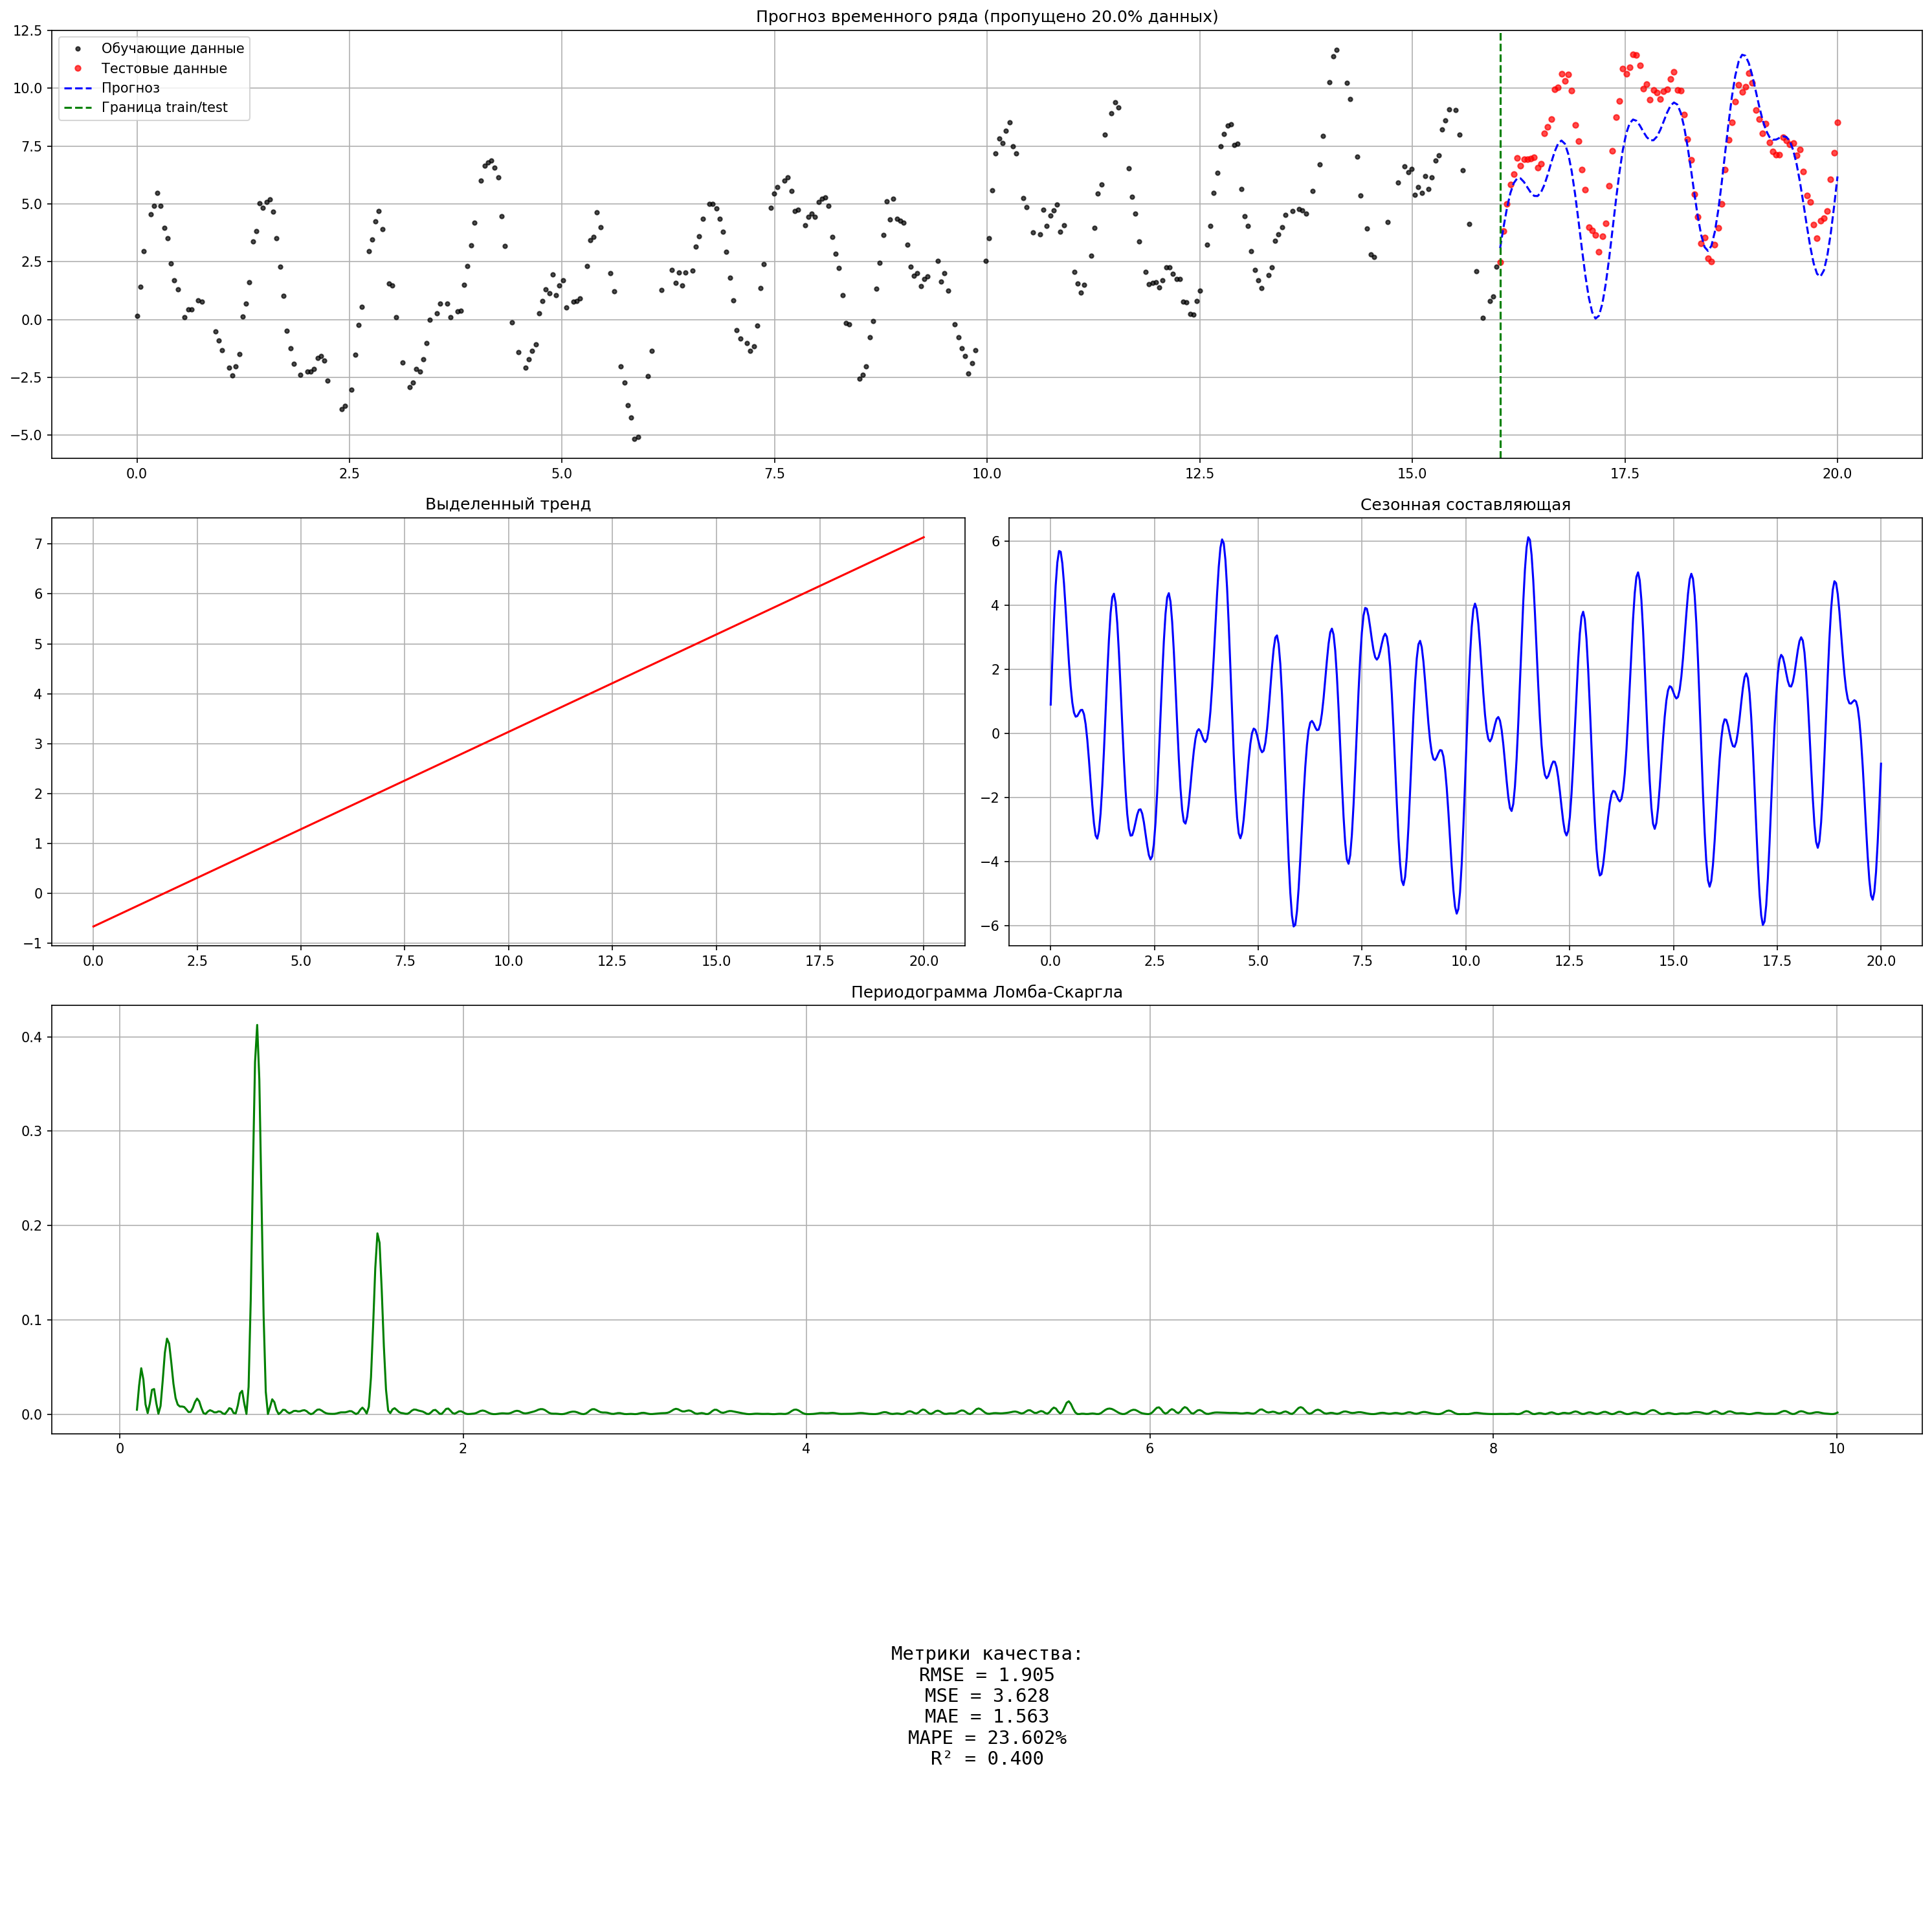 Прогноз временного ряда (пропущено 20.0% данных)
12.5
10.0
7.5
5.0
2.5
0.0
−2.5
−5.0
Обучающие данные
Тестовые данные
Прогноз
Граница train/test
0.0 2.5 5.0 7.5 10.0 12.5 15.0 17.5 20.0
Выделенный тренд
7
6
5
4
3
2
1
0
−1
0.0 2.5 5.0 7.5 10.0 12.5 15.0 17.5 20.0
Сезонная составляющая
6
4
2
0
−2
−4
−6
0.0 2.5 5.0 7.5 10.0 12.5 15.0 17.5 20.0
Периодограмма Ломба-Скаргла
0.4
0.3
0.2
0.1
0.0
0 2 4 6 8 10
Метрики качества:
RMSE = 1.905
MSE = 3.628
MAE = 1.563
MAPE = 23.602%
R² = 0.400